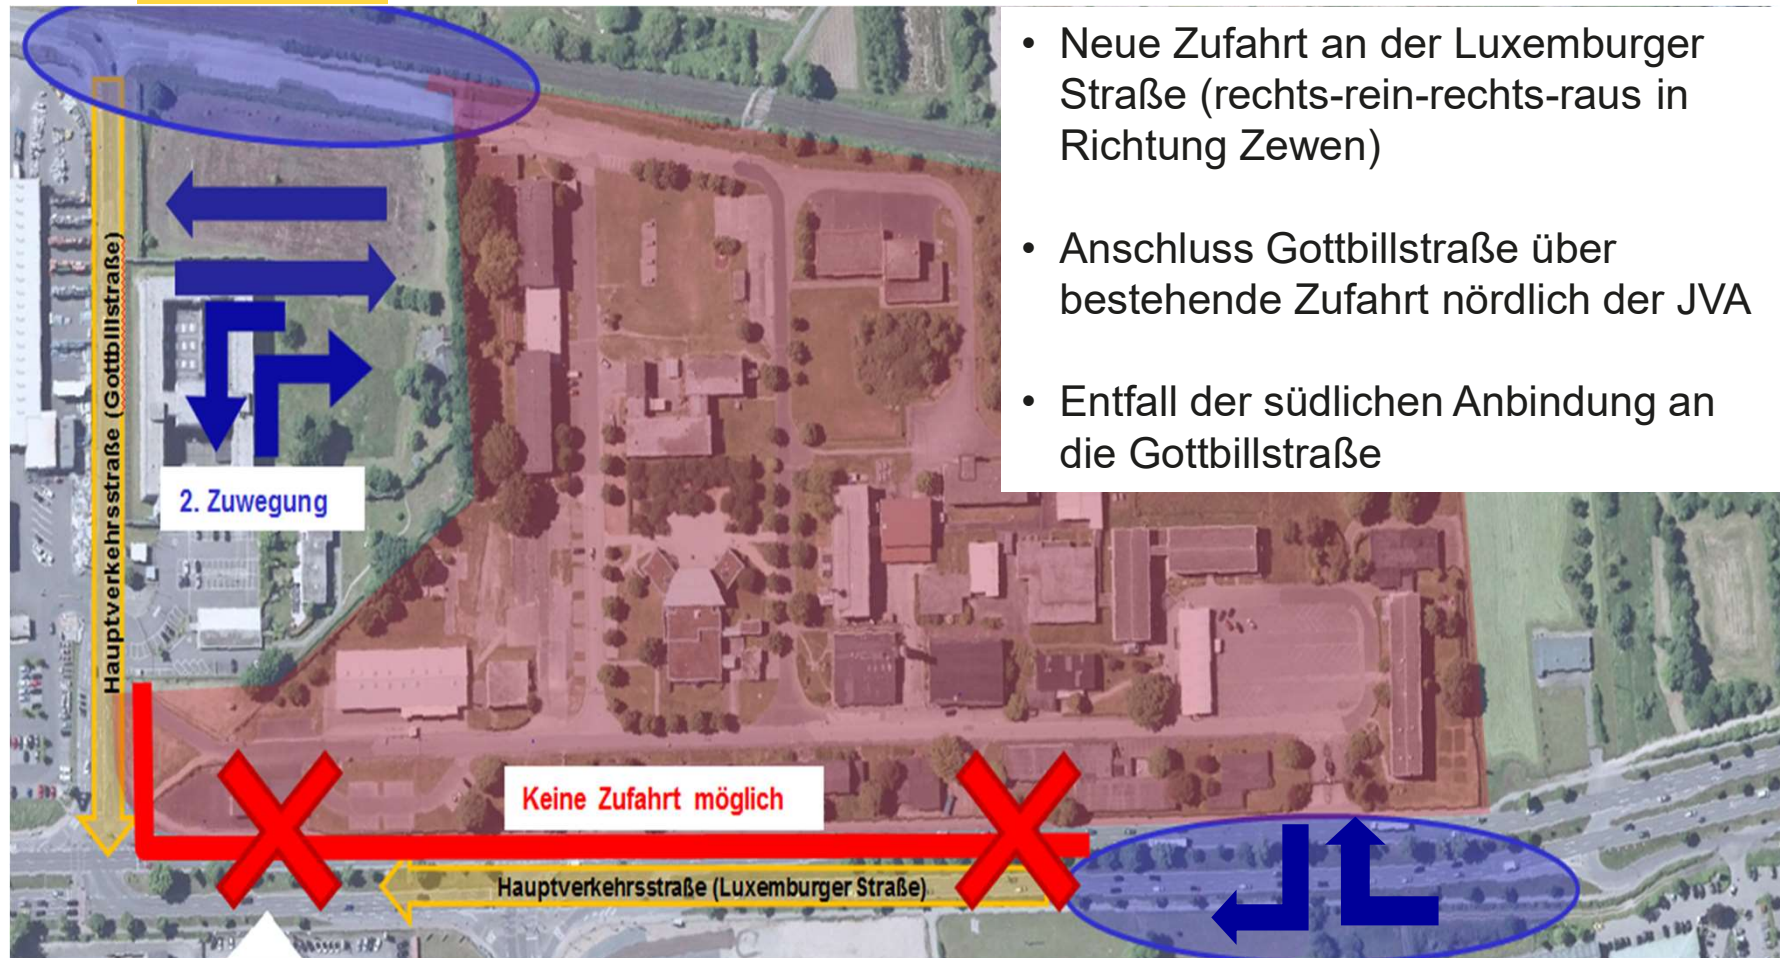 • Neue Zufahrt an der Luxemburger
Straße (rechts-rein-rechts-raus in
Richtung Zewen)
• Anschluss Gottbillstraße über
bestehende Zufahrt nördlich der JVA
• Entfall der südlichen Anbindung an
die Gottbillstraße
Hauptverkehrsstraße (Gottbillstraße)
2. Zuwegung
Keine Zufahrt möglich
Hauptverkehrsstraße (Luxemburger Straße)